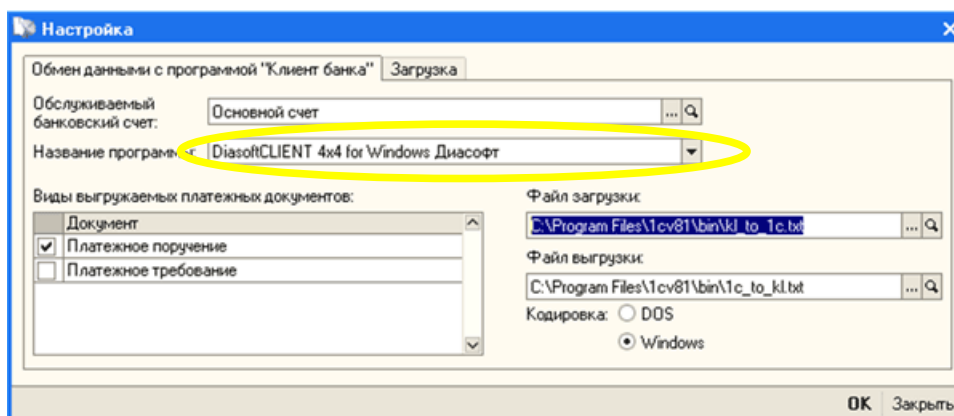 Настройка
Обмен данными с программой "Клиент банка" Загрузка
Обслуживаемый
банковский счет:
Основной счет
...
Название программы: DiasoftCLIENT 4x4 for Windows Диасофт
Виды выгружаемых платежных документов:
Документ
Платежное поручение
Платежное требование
Файл загрузки:
C:\Program Files\1cv81\bin\kl_to_1c.txt
...
Файл выгрузки:
C:\Program Files\1cv81\bin\1c_to_kl.txt
...
Кодировка: DOS
Windows
OK Закрыть